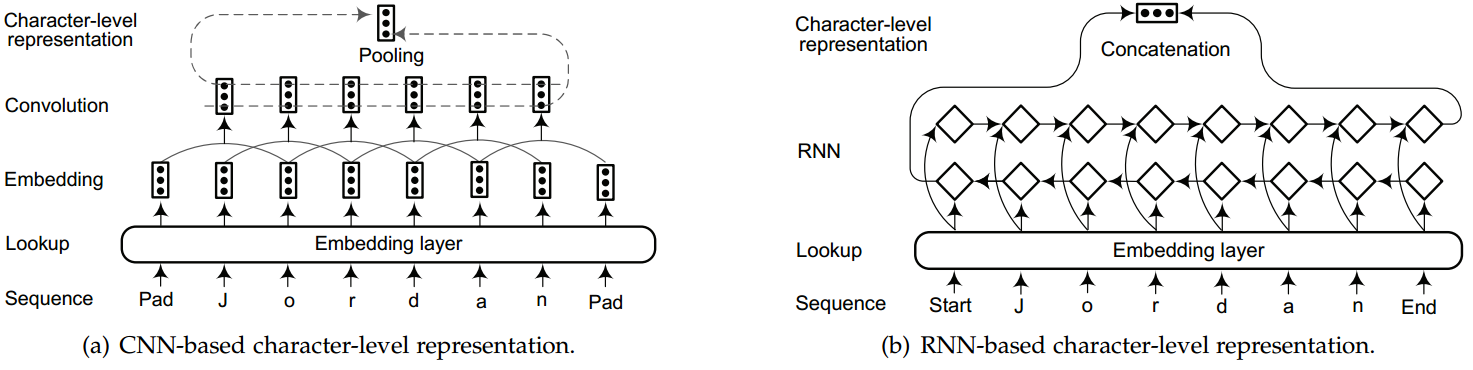 Character-level
representation
Pooling
Convolution
Embedding
Lookup
Embedding layer
Sequence
Pad J o r d a n Pad
(a) CNN-based character-level representation.
Character-level
representation
Concatenation
RNN
Lookup
Embedding layer
Sequence
Start J o r d a n End
(b) RNN-based character-level representation.